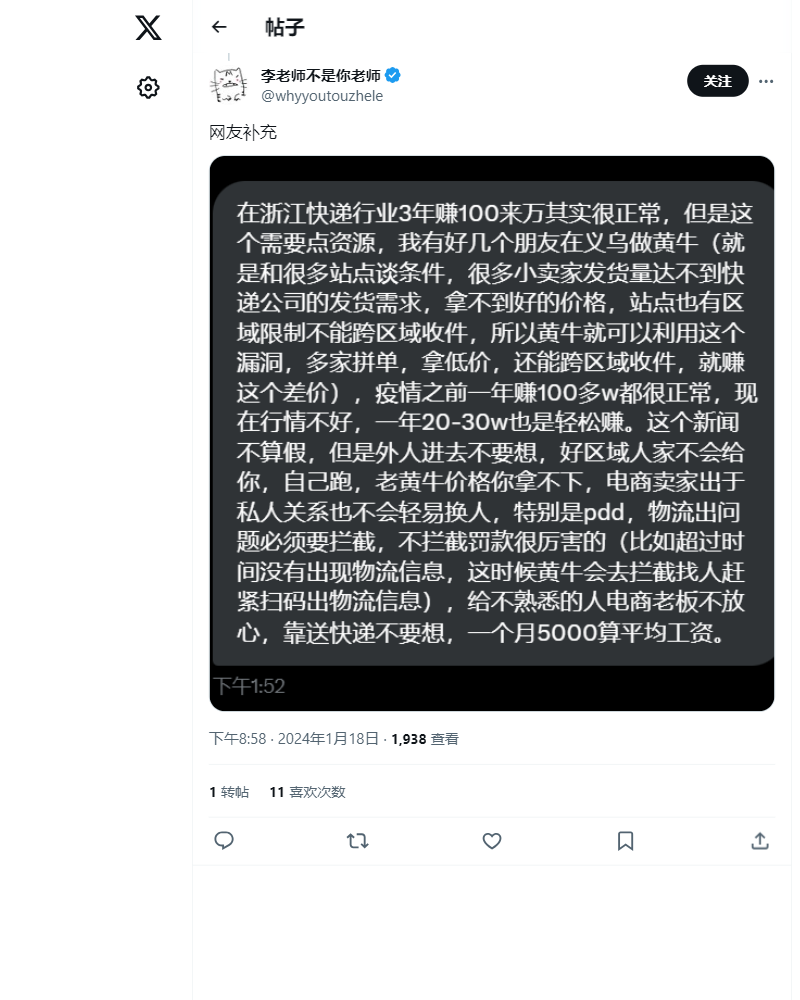 帖子
李老师不是你老师
@whyyoutouzhele
关注
网友补充
在浙江快递行业3年赚100来万其实很正常，但是这
个需要点资源，我有好几个朋友在义乌做黄牛（就
是和很多站点谈条件，很多小卖家发货量达不到快
递公司的发货需求，拿不到好的价格，站点也有区
域限制不能跨区域收件，所以黄牛就可以利用这个
漏洞，多家拼单，拿低价，还能跨区域收件，就赚
这个差价），疫情之前一年赚100多w都很正常，现
在行情不好，一年20-30w也是轻松赚。这个新闻
不算假，但是外人进去不要想，好区域人家不会给
你，自己跑，老黄牛价格你拿不下，电商卖家出于
私人关系也不会轻易换人，特别是pdd，物流出问
题必须要拦截，不拦截罚款很厉害的（比如超过时
间没有出现物流信息，这时候黄牛会去拦截找人赶
紧扫码出物流信息），给不熟悉的人电商老板不放
心，靠送快递不要想，一个月5000算平均工资。
下午1:52
下午8:58 · 2024年1月18日 · 1,938 查看
1 转帖 11 喜欢次数